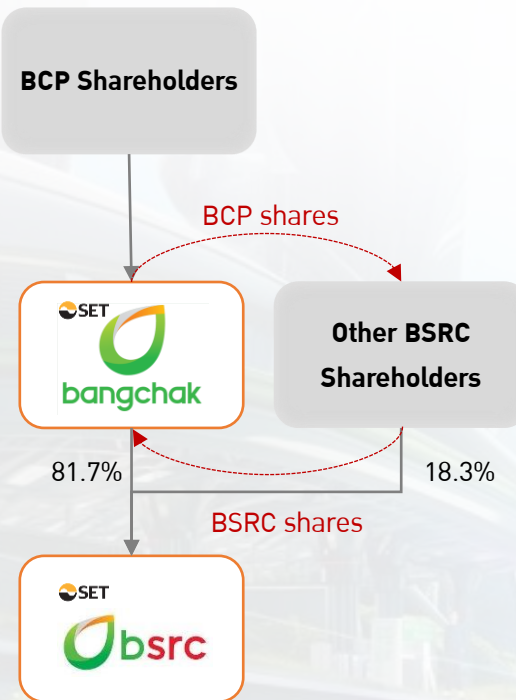 BCP Shareholders
BCP shares
SET
bangchak
Other BSRC
Shareholders
81.7%
18.3%
BSRC shares
SET
bsrc